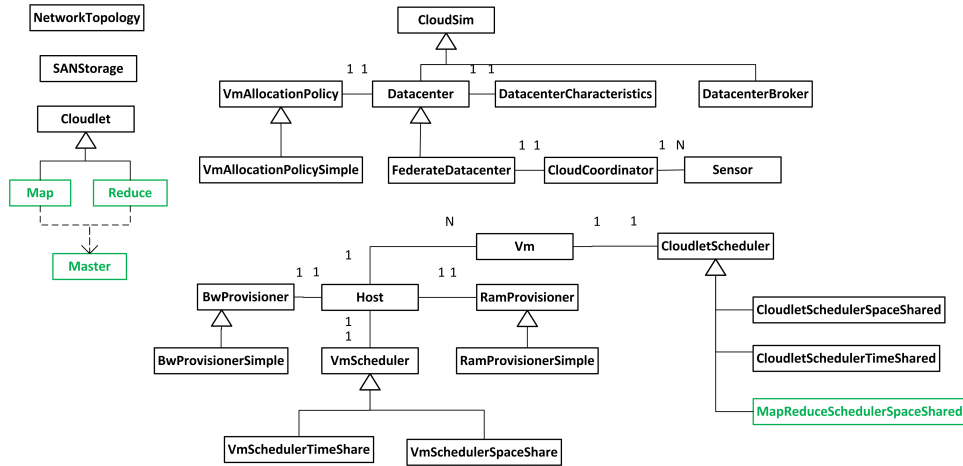 NetworkTopology
CloudSim
SANStorage
1 1
1 1
VmAllocationPolicy
Datacenter
DatacenterCharacteristics
DatacenterBroker
Cloudlet
1 1
1 N
VmAllocationPolicySimple
FederateDatacenter
CloudCoordinator
Sensor
Map
Reduce
N
1 1
1
Vm
CloudletScheduler
Master
1 1
1 1
BwProvisioner
Host
RamProvisioner
CloudletSchedulerSpaceShared
1
1
BwProvisionerSimple
VmScheduler
RamProvisionerSimple
CloudletSchedulerTimeShared
MapReduceSchedulerSpaceShared
VmSchedulerTimeShare
VmSchedulerSpaceShare